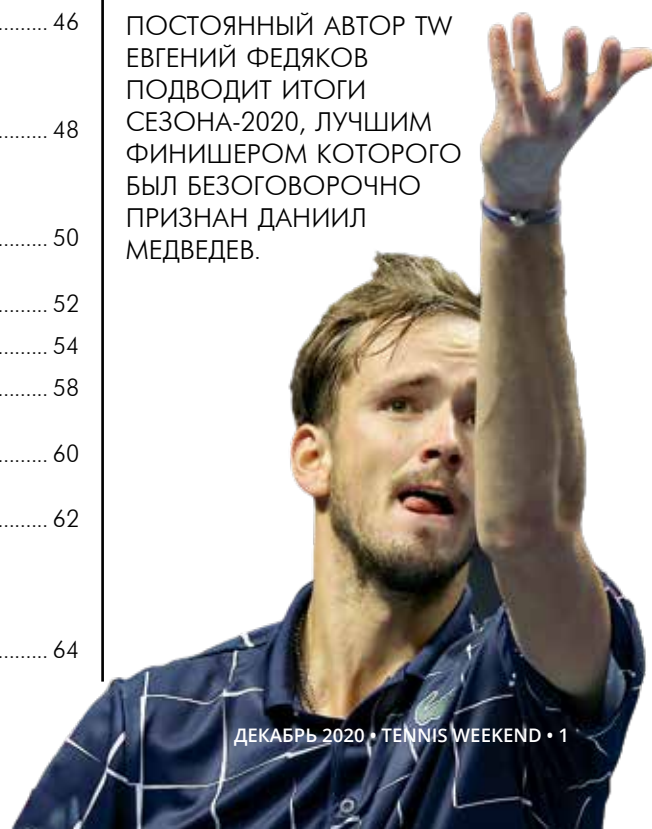 ......... 46
......... 48
......... 50
......... 52
......... 54
......... 58
......... 60
......... 62
......... 64
ПОСТОЯННЫЙ АВТОР TW
ЕВГЕНИЙ ФЕДЯКОВ
ПОДВОДИТ ИТОГИ
СЕЗОНА-2020, ЛУЧШИМ
ФИНИШЕРОМ КОТОРОГО
БЫЛ БЕЗОГОВОРОЧНО
ПРИЗНАН ДАНИИЛ
МЕДВЕДЕВ.
ДЕКАБРЬ 2020 • TENNIS WEEKEND • 1